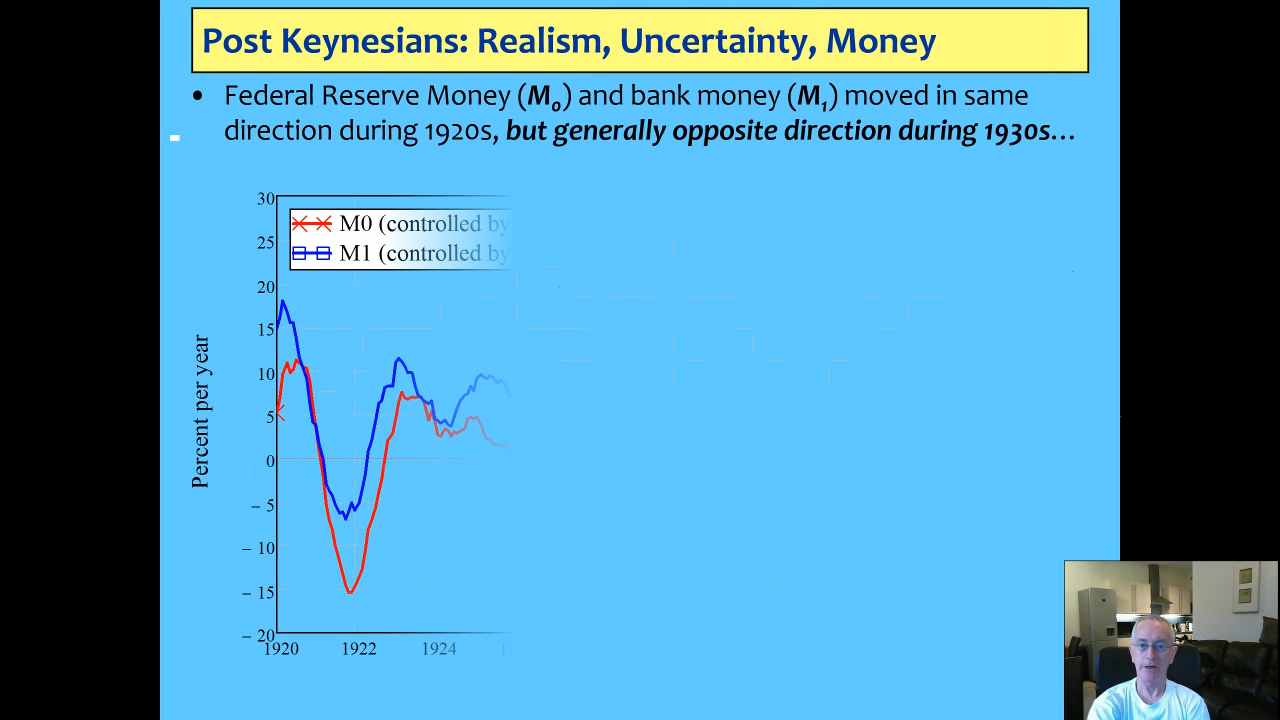 Post Keynesians: Realism, Uncertainty, Money
• Federal Reserve Money (M0) and bank money (M1) moved in same
direction during 1920s, but generally opposite direction during 1930s…
30
25
20
15
10
5
0
– 5
– 10
– 15
– 20
Percent per year
M0 (controlled by
M1 (controlled by
1920 1922 1924